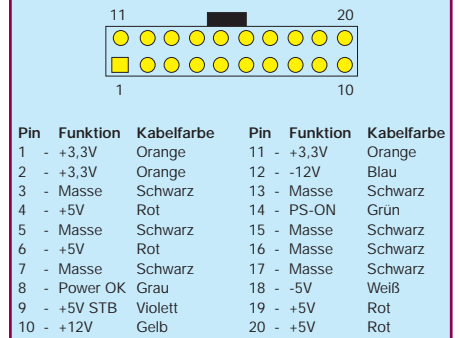 11 20
1 10
Pin Funktion Kabelfarbe Pin Funktion Kabelfarbe
1 - +3,3V Orange 11 - +3,3V Orange
2 - +3,3V Orange 12 - -12V Blau
3 - Masse Schwarz 13 - Masse Schwarz
4 - +5V Rot 14 - PS-ON Grün
5 - Masse Schwarz 15 - Masse Schwarz
6 - +5V Rot 16 - Masse Schwarz
7 - Masse Schwarz 17 - Masse Schwarz
8 - Power OK Grau 18 - -5V Weiß
9 - +5V STB Violett 19 - +5V Rot
10 - +12V Gelb 20 - +5V Rot